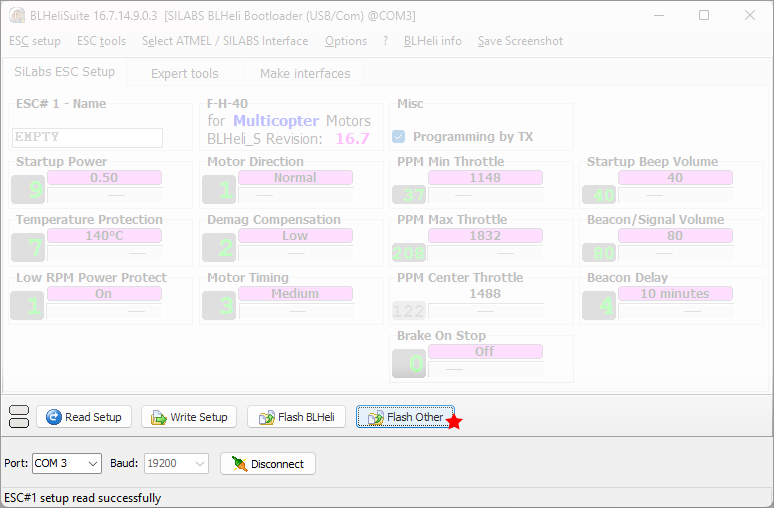 BLHeliSuite 16.7.14.9.0.3 [SILABS BLHeli Bootloader (USB/Com) @COM3]
ESC setup ESC tools Select ATMEL / SILABS Interface Options ? BLHeli info Save Screenshot
SiLabs ESC Setup Expert tools Make interfaces
ESC# 1 - Name F-H-40 Misc
for Multicopter Motors
EMPTY BLHeli_S Revision: 16.7 Programming by TX
Startup Power Motor Direction PPM Min Throttle Startup Beep Volume
9 0.50 1 Normal 37 1148 40 40
Temperature Protection Demag Compensation PPM Max Throttle Beacon/Signal Volume
7 140°C 2 Low 208 1832 80 80
Low RPM Power Protect Motor Timing PPM Center Throttle Beacon Delay
1 On 3 Medium 122 1488 4 10 minutes
Brake On Stop
0 Off
Read Setup Write Setup Flash BLHeli Flash Other
Port: COM 3 Baud: 19200 Disconnect
ESC#1 setup read successfully